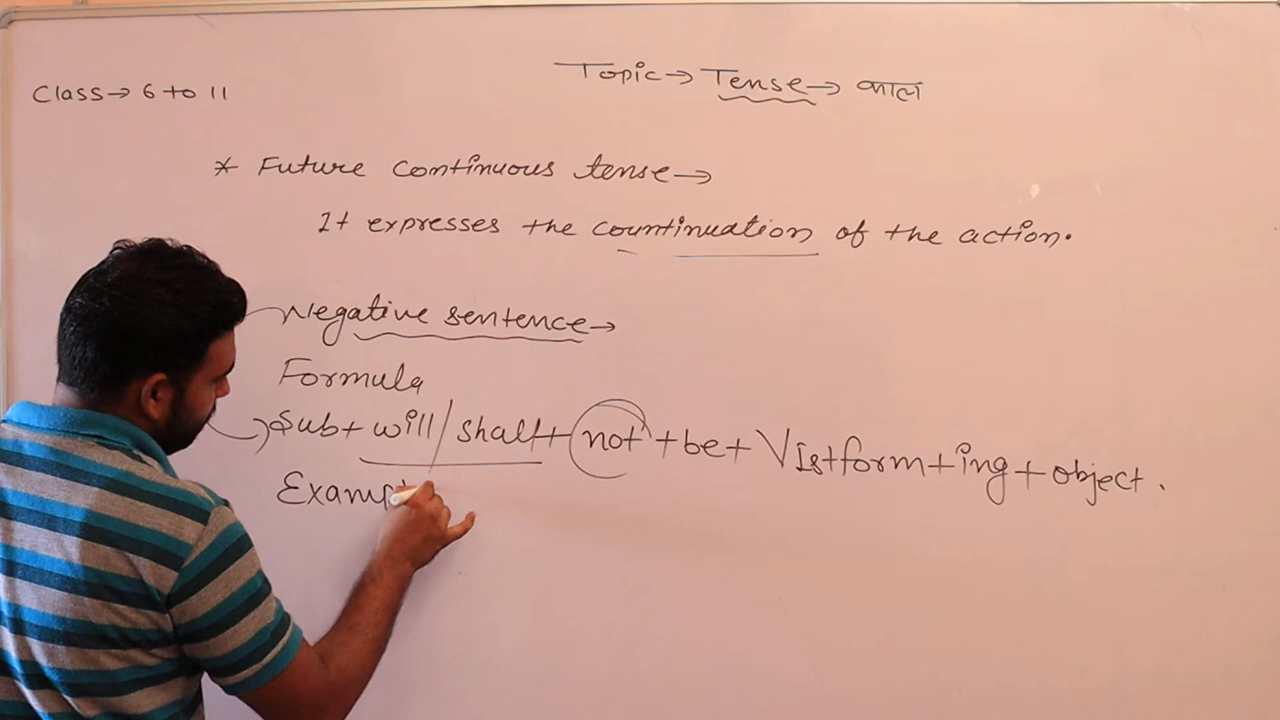 Topic→ Tense→ काल
Class→ 6 to 11
* Future continuous tense→
It expresses the countinuation of the action.
Negative sentence→
Formula
Sub+ will/shall+ not +be+ V1st form+ing+object.
Examp